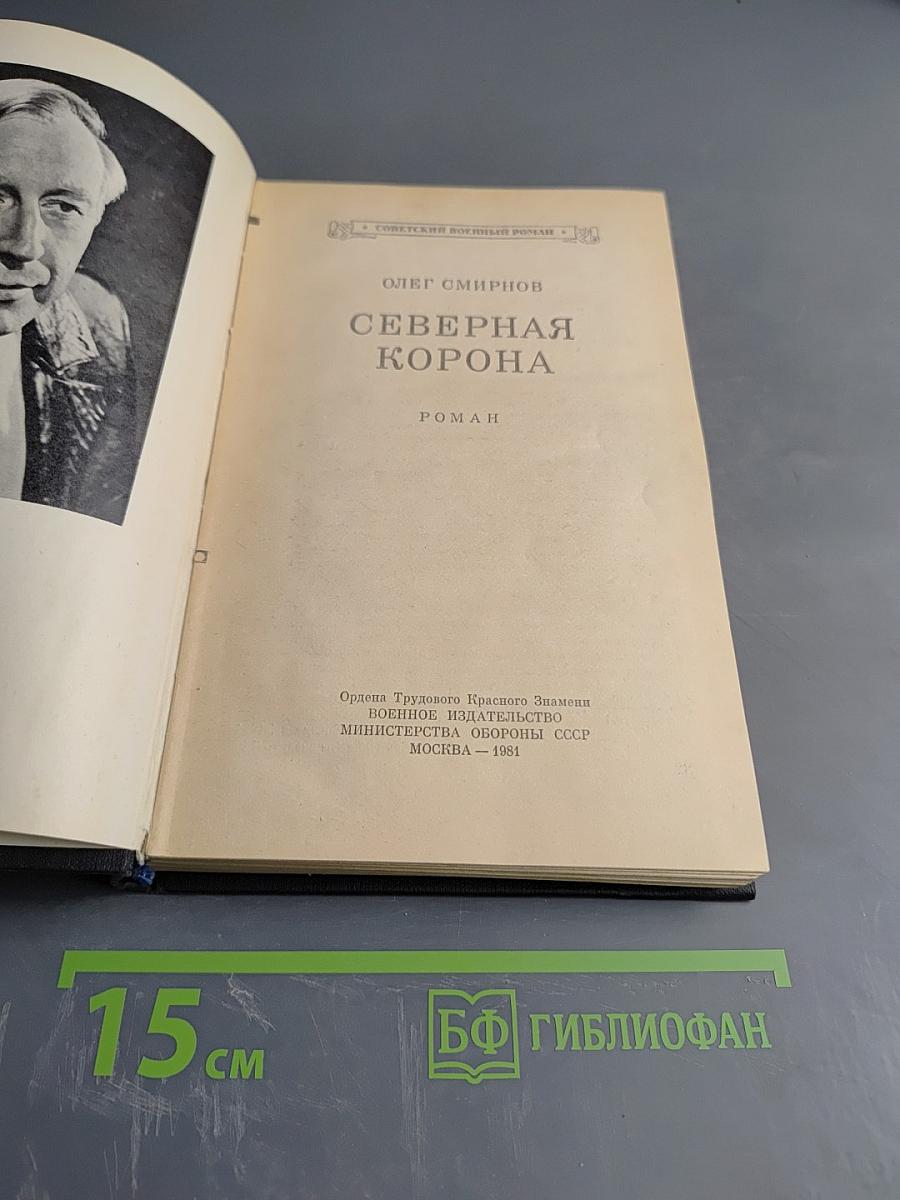 СОВЕТСКИЙ ВОЕННЫЙ РОМАН
ОЛЕГ СМИРНОВ
СЕВЕРНАЯ
КОРОНА
РОМАН
Ордена Трудового Красного Знамени
ВОЕННОЕ ИЗДАТЕЛЬСТВО
МИНИСТЕРСТВА ОБОРОНЫ СССР
МОСКВА — 1981
15 см
БФ ГИБЛИОФАН